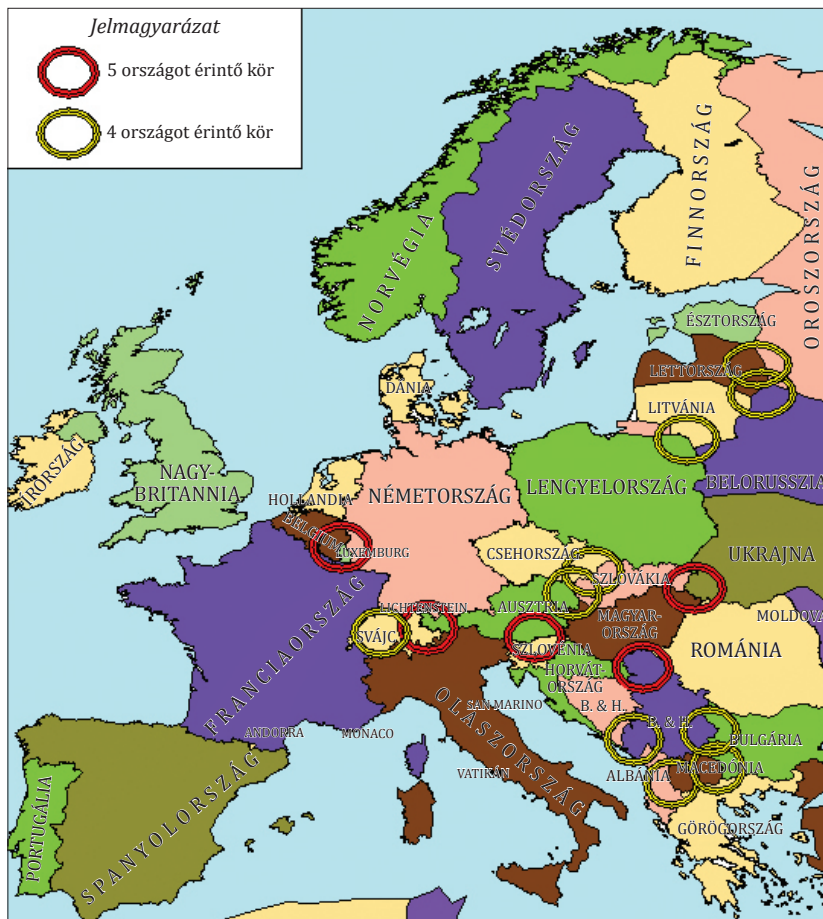 Jelmagyarázat
5 országot érintő kör
4 országot érintő kör
NORVÉGIA
SVÉDORSZÁG
FINNORSZÁG
OROSZORSZÁG
ÉSZTORSZÁG
LETTORSZÁG
DÁNIA
LITVÁNIA
ÍRORSZÁG
NAGY-
BRITANNIA
HOLLANDIA
NÉMETORSZÁG
LENGYELORSZÁG
BELORUSSZIA
BELGIUM
LUXEMBURG
CSEHORSZÁG
UKRAJNA
SZLOVÁKIA
LICHTENSTEIN
AUSZTRIA
MAGYAR-
ORSZÁG
MOLDOVA
FRANCIAORSZÁG
SVÁJC
SZLOVÉNIA
ROMÁNIA
HORVÁT-
ORSZÁG
SAN MARINO
B. & H.
B. & H.
OLASZORSZÁG
ANDORRA
MONACO
BULGÁRIA
VATIKÁN
ALBÁNIA
MACEDÓNIA
PORTUGÁLIA
SPANYOLORSZÁG
GÖRÖGORSZÁG